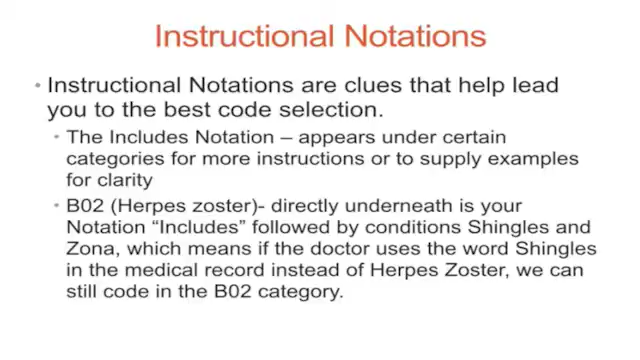 Instructional Notations
• Instructional Notations are clues that help lead
you to the best code selection.
• The Includes Notation – appears under certain
categories for more instructions or to supply examples
for clarity
• B02 (Herpes zoster)- directly underneath is your
Notation “Includes” followed by conditions Shingles and
Zona, which means if the doctor uses the word Shingles
in the medical record instead of Herpes Zoster, we can
still code in the B02 category.